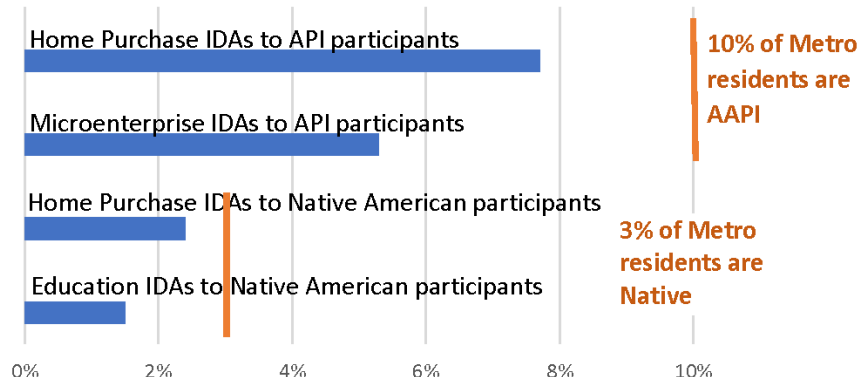 Home Purchase IDAs to API participants
10% of Metro
residents are
AAPI
Microenterprise IDAs to API participants
Home Purchase IDAs to Native American participants
3% of Metro
residents are
Native
Education IDAs to Native American participants
0%
2%
4%
6%
8%
10%